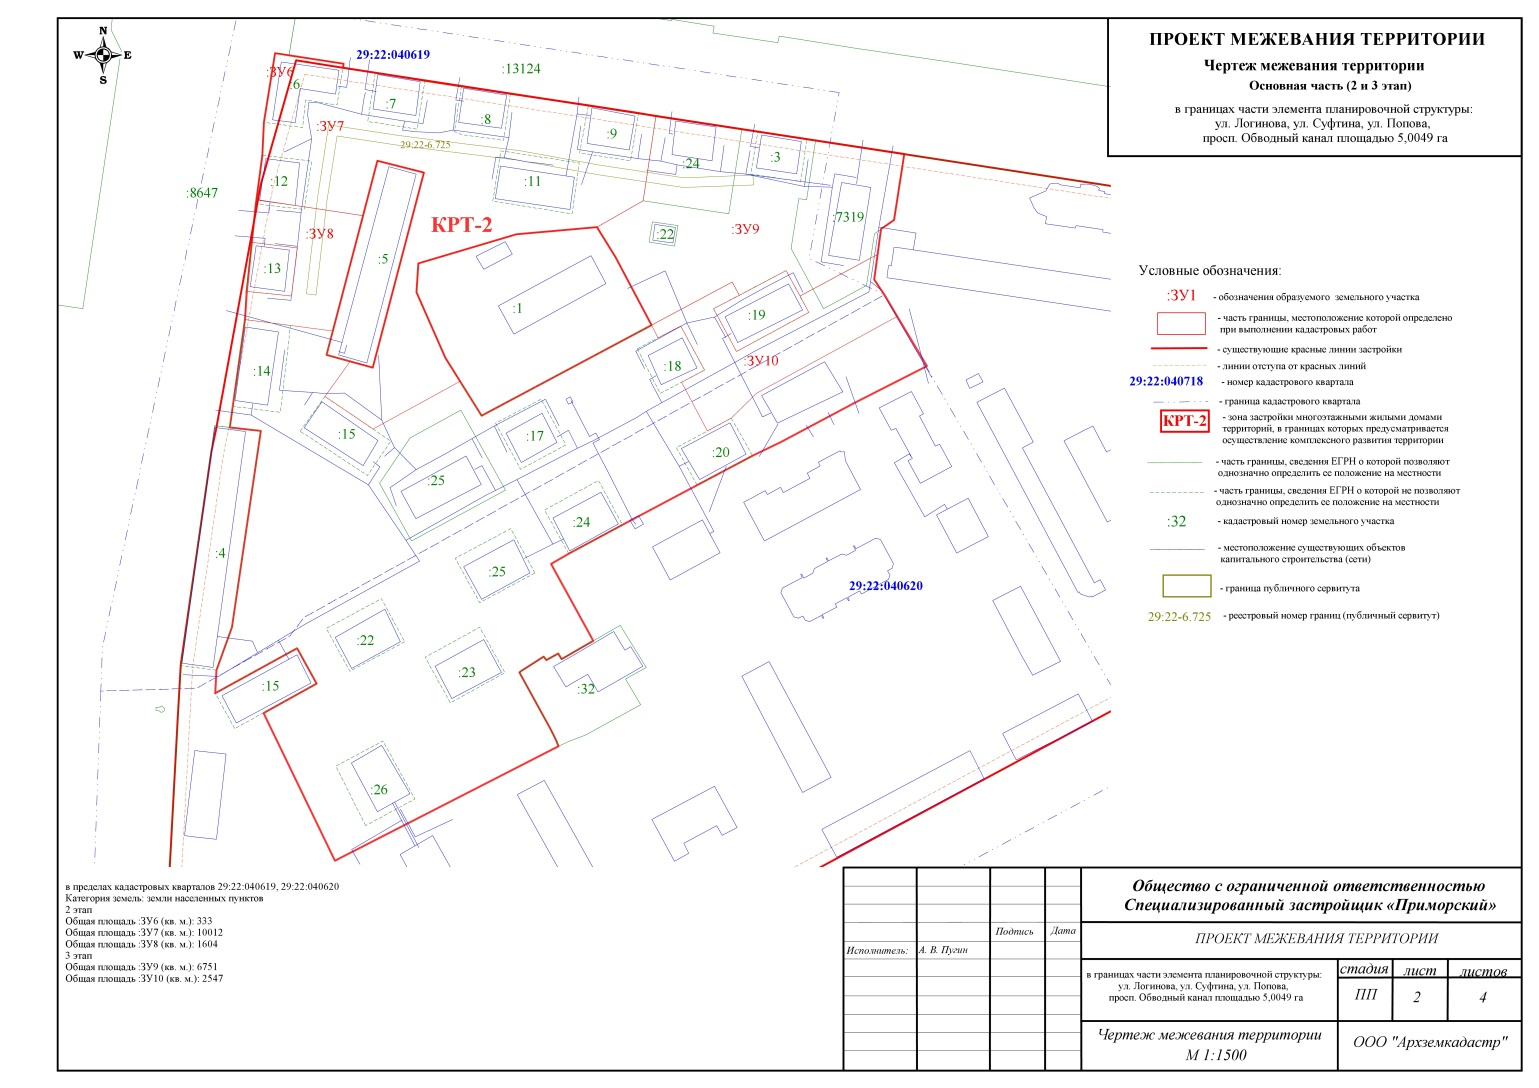 ПРОЕКТ МЕЖЕВАНИЯ ТЕРРИТОРИИ
Чертеж межевания территории
Основная часть (2 и 3 этап)
в границах части элемента планировочной структуры:
ул. Логинова, ул. Суфтина, ул. Попова,
просп. Обводный канал площадью 5,0049 га
N
W E
S
29:22:040619
:13124
:ЗУ6
:6
:7
:8
:9
:24
:3
:ЗУ7
29:22-6.725
:12
:11
:8647
КРТ-2
:7319
:22
:ЗУ9
:ЗУ8
:5
:13
:1
:19
:18
:ЗУ10
:14
:15
:17
:20
:25
:24
:4
:25
29:22:040620
:22
:23
:15
:32
:26
Условные обозначения:
:ЗУ1 - обозначения образуемого земельного участка
- часть границы, местоположение которой определено
при выполнении кадастровых работ
- существующие красные линии застройки
- линии отступа от красных линий
29:22:040718 - номер кадастрового квартала
- граница кадастрового квартала
КРТ-2 - зона застройки многоэтажными жилыми домами
территорий, в границах которых предусматривается
осуществление комплексного развития территории
- часть границы, сведения ЕГРН о которой позволяют
однозначно определить ее положение на местности
- часть границы, сведения ЕГРН о которой не позволяют
однозначно определить ее положение на местности
:32 - кадастровый номер земельного участка
- местоположение существующих объектов
капитального строительства (сети)
- граница публичного сервитута
29:22-6.725 - реестровый номер границ (публичный сервитут)
в пределах кадастровых кварталов 29:22:040619, 29:22:040620
Категория земель: земли населенных пунктов
2 этап
Общая площадь :ЗУ6 (кв. м.): 333
Общая площадь :ЗУ7 (кв. м.): 10012
Общая площадь :ЗУ8 (кв. м.): 1604
3 этап
Общая площадь :ЗУ9 (кв. м.): 6751
Общая площадь :ЗУ10 (кв. м.): 2547
Подпись Дата
Исполнитель: А. В. Пугин
Общество с ограниченной ответственностью
Специализированный застройщик «Приморский»
ПРОЕКТ МЕЖЕВАНИЯ ТЕРРИТОРИИ
в границах части элемента планировочной структуры:
ул. Логинова, ул. Суфтина, ул. Попова,
просп. Обводный канал площадью 5,0049 га
стадия лист листов
ПП 2 4
Чертеж межевания территории
М 1:1500
ООО "Архземкадастр"